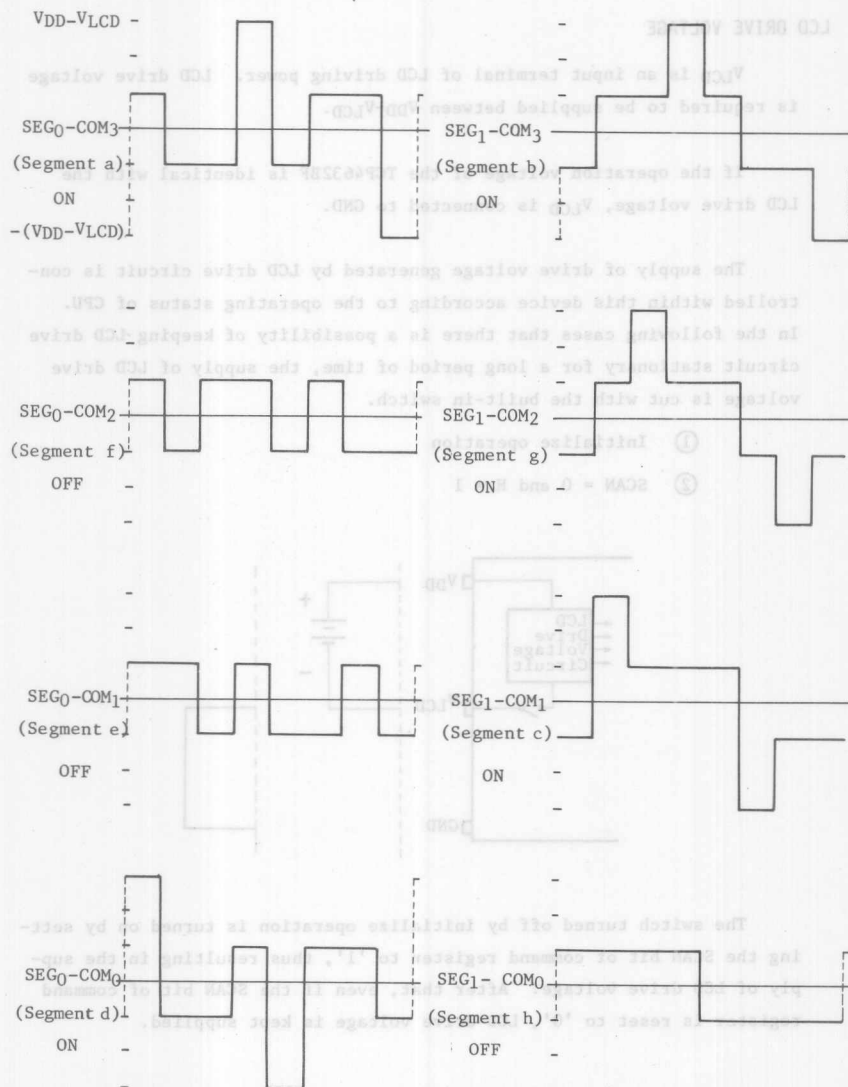 VDD-VLCD
LCD DRIVE VOLTAGE
VLCD is an input terminal of LCD driving power. LCD drive voltage
is required to be supplied between VDD-VLCD.
SEG0-COM3
(Segment a)
ON
-(VDD-VLCD)
SEG1-COM3
(Segment b)
ON
If the operation voltage of the is identical with the
LCD drive voltage, VLCD is connected to GND.
The supply of drive voltage generated by LCD drive circuit is con-
trolled within this device according to the operating status of CPU.
In the following cases that there is a possibility of keeping LCD drive
circuit stationary for a long period of time, the supply of LCD drive
voltage is cut with the built-in switch.
SEG0-COM2
(Segment f)
OFF
SEG1-COM2
(Segment g)
ON
① Initialize operation
② SCAN = 0 and 1
VDD
LCD
Drive
Voltage
Circuit
+
-
VLCD
GND
SEG0-COM1
(Segment e)
OFF
SEG1-COM1
(Segment c)
ON
The switch turned off by initialize operation is turned on by sett-
ing the SCAN bit of command register to '1', thus resulting in the sup-
ply of LCD drive voltage. After that, even if the SCAN bit of command
register is reset to '0', LCD drive voltage is kept supplied.
SEG0-COM0
(Segment d)
ON
SEG1- COM0
(Segment h)
OFF